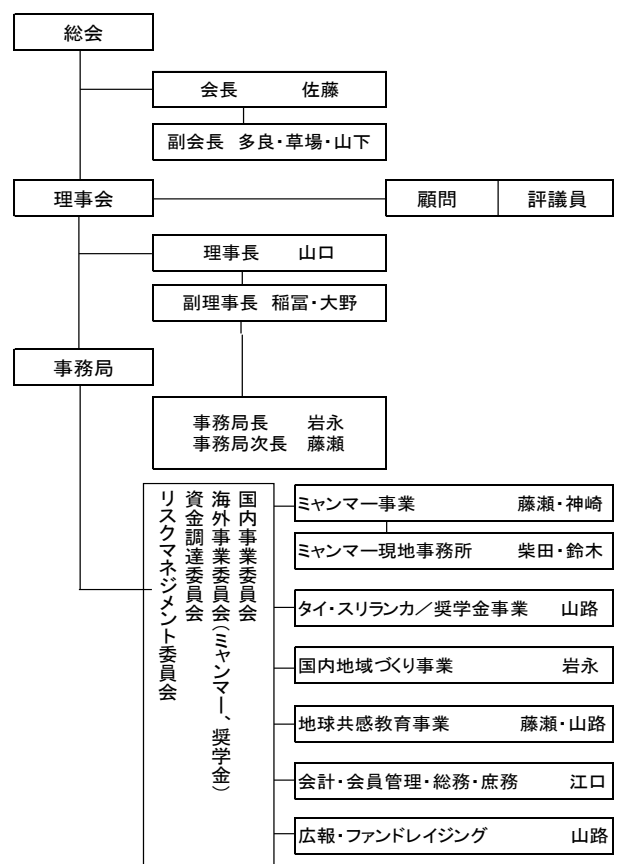 総会
会長 佐藤
副会長 多良・草場・山下
理事会
顧問 評議員
理事長 山口
副理事長 稲冨・大野
事務局
事務局長 岩永
事務局次長 藤瀬
国内事業委員会
海外事業委員会（ミャンマー、奨学金）
資金調達委員会
リスクマネジメント委員会
ミャンマー事業 藤瀬・神崎
ミャンマー現地事務所 柴田・鈴木
タイ・スリランカ／奨学金事業 山路
国内地域づくり事業 岩永
地球共感教育事業 藤瀬・山路
会計・会員管理・総務・庶務 江口
広報・ファンドレイジング 山路